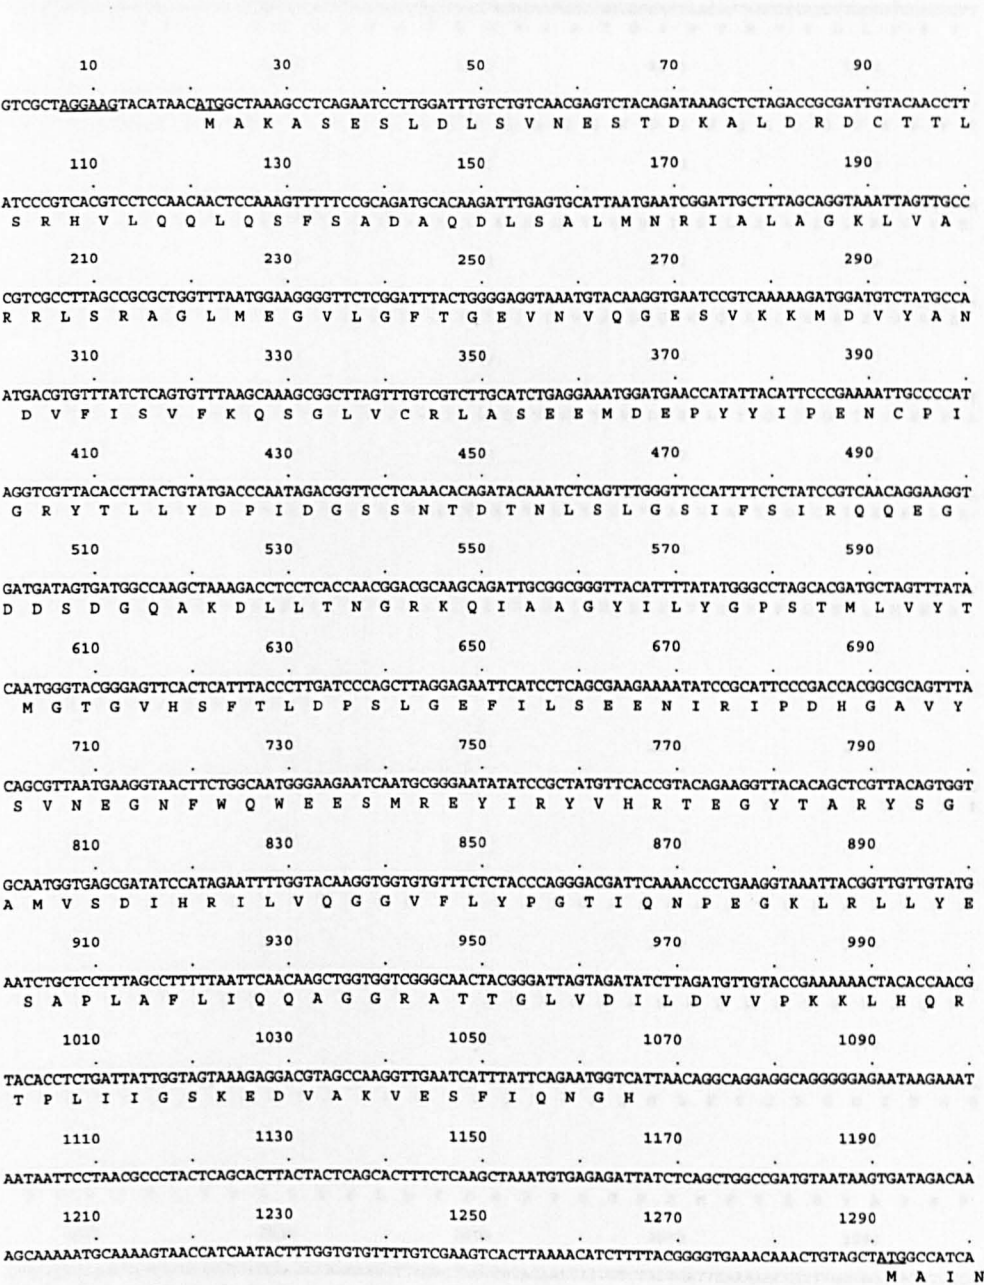 10 30 50 70 90
GTCGCTAGGAAGTACATAACATGGCTAAAGCCTCAGAATCCTTGGATTTGTCTGTCAACGAGTCTACAGATAAAGCTCTAGACCGCGATTGTACAACCTT
M A K A S E S L D L S V N E S T D K A L D R D C T T L
110 130 150 170 190
ATCCCGTCACGTCCTCCAACAACTCCAAAGTTTTTCCGCAGATGCACAAGATTTGAGTGCATTAATGAATCGGATTGCTTTAGCAGGTAAATTAGTTGCC
S R H V L Q Q L Q S F S A D A Q D L S A L M N R I A L A G K L V A
210 230 250 270 290
CGTCGCCTTAGCCGCGCTGGTTTAATGGAAGGGGTTCTCGGATTTACTGGGGAGGTAAATGTACAAGGTGAATCCGTCAAAAAGATGGATGTCTATGCCA
R R L S R A G L M E G V L G F T G E V N V Q G E S V K K M D V Y A N
310 330 350 370 390
ATGACGTGTTTATCTCAGTGTTTAAGCAAAGCGGCTTAGTTTGTCGTCTTGCATCTGAGGAAATGGATGAACCATATTACATTCCCGAAAATTGCCCCAT
D V F I S V F K Q S G L V C R L A S E E M D E P Y Y I P E N C P I
410 430 450 470 490
AGGTCGTTACACCTTACTGTATGACCCAATAGACGGTTCCTCAAACACAGATACAAATCTCAGTTTGGGTTCCATTTTCTCTATCCGTCAACAGGAAGGT
G R Y T L L Y D P I D G S S N T D T N L S L G S I F S I R Q Q E G
510 530 550 570 590
GATGATAGTGATGGCCAAGCTAAAGACCTCCTCACCAACGGACGCAAGCAGATTGCGGCGGGTTACATTTTATATGGGCCTAGCACGATGCTAGTTTATA
D D S D G Q A K D L L T N G R K Q I A A G Y I L Y G P S T M L V Y T
610 630 650 670 690
CAATGGGTACGGGAGTTCACTCATTTACCCTTGATCCCAGCTTAGGAGAATTCATCCTCAGCGAAGAAAATATCCGCATTCCCGACCACGGCGCAGTTTA
M G T G V H S F T L D P S L G E F I L S E E N I R I P D H G A V Y
710 730 750 770 790
CAGCGTTAATGAAGGTAACTTCTGGCAATGGGAAGAATCAATGCGGGAATATATCCGCTATGTTCACCGTACAGAAGGTTACACAGCTCGTTACAGTGGT
S V N E G N F W Q W E E S M R E Y I R Y V H R T E G Y T A R Y S G
810 830 850 870 890
GCAATGGTGAGCGATATCCATAGAATTTTGGTACAAGGTGGTGTGTTTCTCTACCCAGGGACGATTCAAAACCCTGAAGGTAAATTACGGTTGTTGTATG
A M V S D I H R I L V Q G G V F L Y P G T I Q N P E G K L R L L Y E
910 930 950 970 990
AATCTGCTCCTTTAGCCTTTTTAATTCAACAAGCTGGTGGTCGGGCAACTACGGGATTAGTAGATATCTTAGATGTTGTACCGAAAAAACTACACCAACG
S A P L A F L I Q Q A G G R A T T G L V D I L D V V P K K L H Q R
1010 1030 1050 1070 1090
TACACCTCTGATTATTGGTAGTAAAGAGGACGTAGCCAAGGTTGAATCATTTATTCAGAATGGTCATTAACAGGCAGGAGGCAGGGGGAGAATAAGAAAT
T P L I I G S K E D V A K V E S F I Q N G H
1110 1130 1150 1170 1190
AATAATTCCTAACGCCCTACTCAGCACTTACTACTCAGCACTTTCTCAAGCTAAATGTGAGAGATTATCTCAGCTGGCCGATGTAATAAGTGATAGACAA
1210 1230 1250 1270 1290
AGCAAAAATGCAAAAGTAACCATCAATACTTTGGTGTGTTTTGTCGAAGTCACTTAAAACATCTTTTACGGGGTGAAACAAACTGTAGCTATGGCCATCA
M A I N